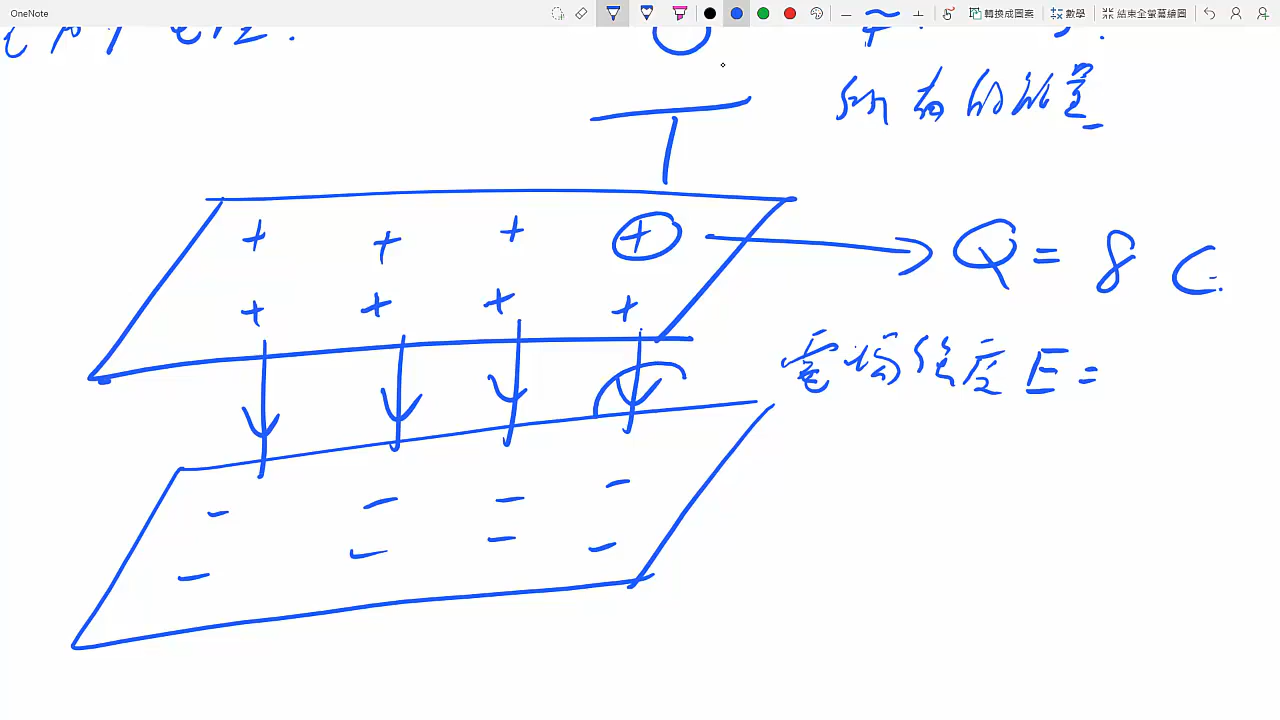 OneNote
轉換成圖案 數學 結束全螢幕繪圖
所有的能量
+ + + +
+ + + +
Q = 8 C
電場強度 E =
- - - -
- - - -